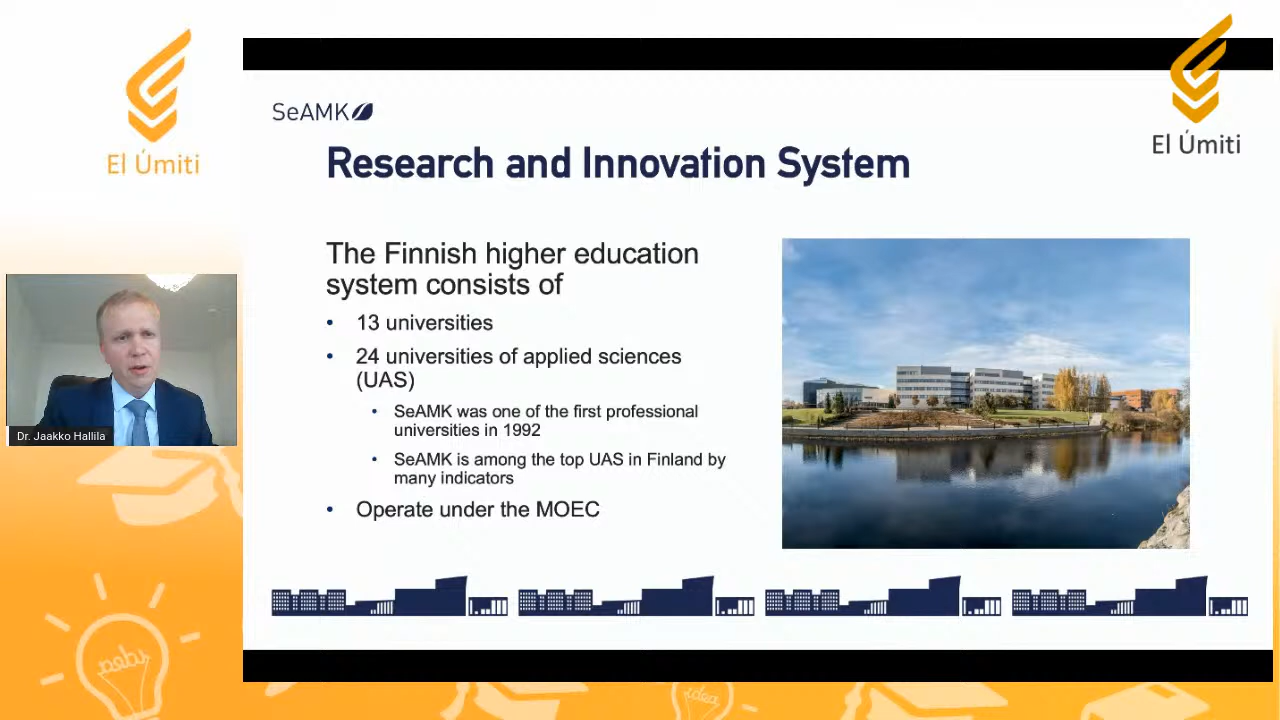 El Úmiti
El Úmiti
SeAMK
Research and Innovation System
The Finnish higher education
system consists of
• 13 universities
• 24 universities of applied sciences
(UAS)
• SeAMK was one of the first professional
universities in 1992
• SeAMK is among the top UAS in Finland by
many indicators
• Operate under the MOEC
Dr. Jaakko Hallila
idea
idea